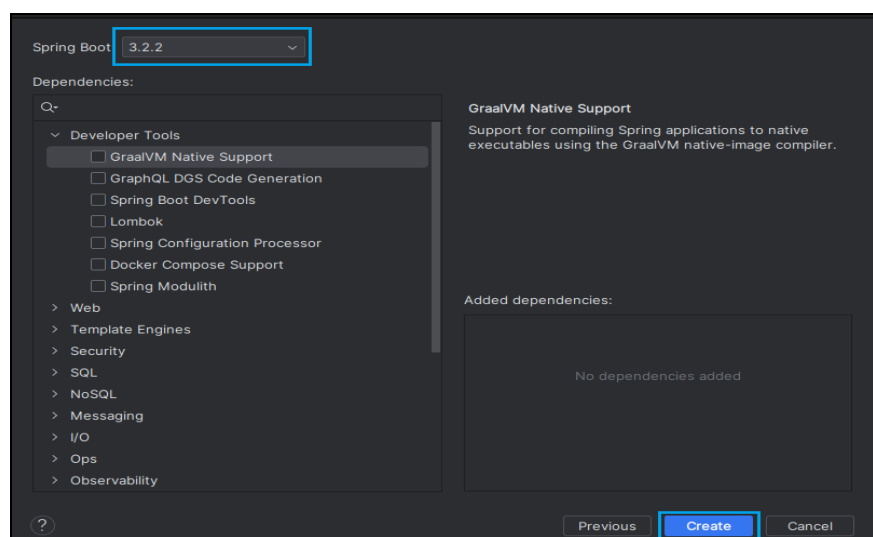 Spring Boot 3.2.2
Dependencies:
Developer Tools
GraalVM Native Support
GraphQL DGS Code Generation
Spring Boot DevTools
Lombok
Spring Configuration Processor
Docker Compose Support
Spring Modulith
Web
Template Engines
Security
SQL
NoSQL
Messaging
I/O
Ops
Observability
GraalVM Native Support
Support for compiling Spring applications to native
executables using the GraalVM native-image compiler.
Added dependencies:
No dependencies added
? Previous Create Cancel